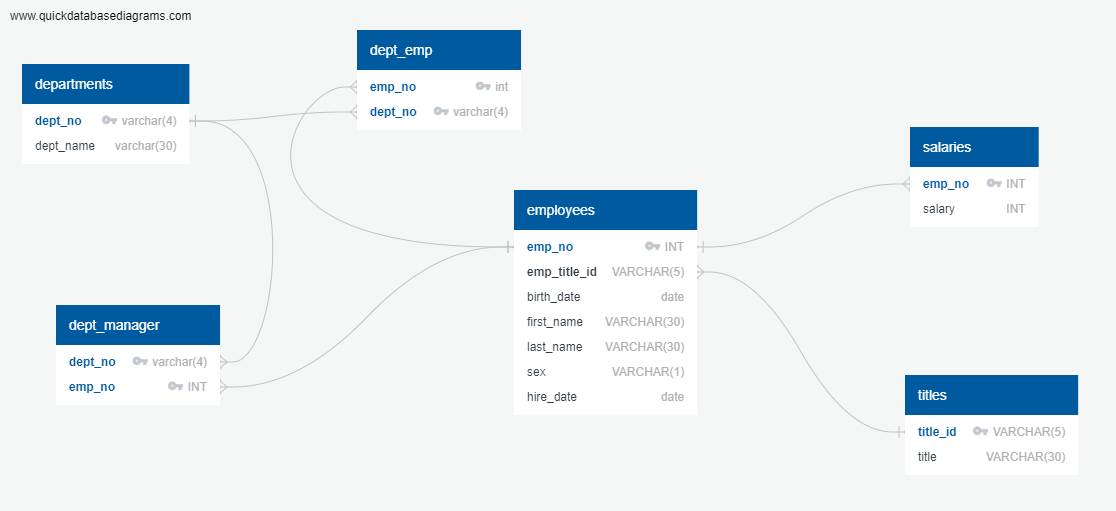 www.quickdatabasediagrams.com
departments
dept_no varchar(4)
dept_name varchar(30)
dept_emp
emp_no int
dept_no varchar(4)
employees
emp_no INT
emp_title_id VARCHAR(5)
birth_date date
first_name VARCHAR(30)
last_name VARCHAR(30)
sex VARCHAR(1)
hire_date date
salaries
emp_no INT
salary INT
dept_manager
dept_no varchar(4)
emp_no INT
titles
title_id VARCHAR(5)
title VARCHAR(30)